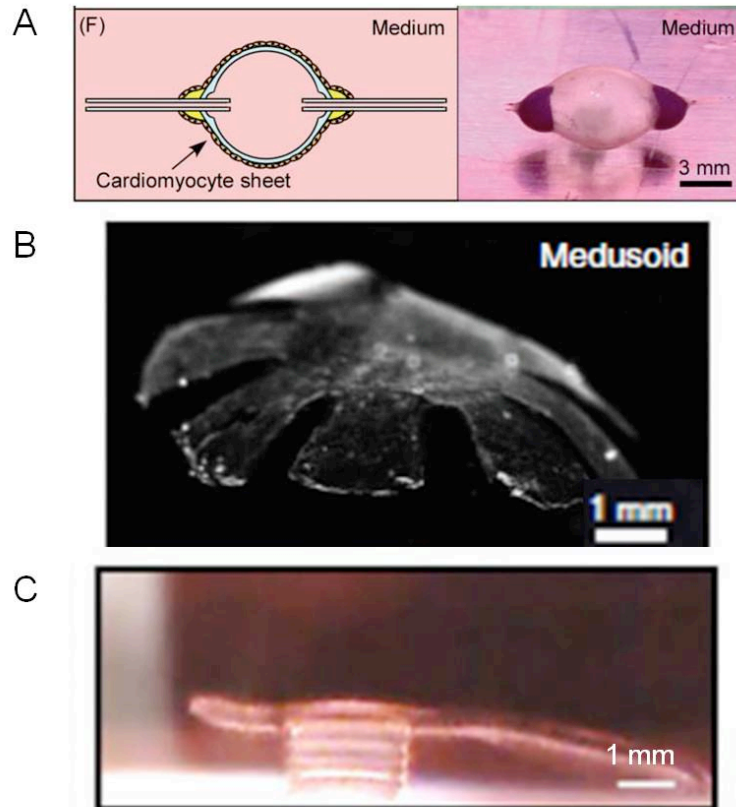 A
(F)
Medium
Medium
Cardiomyocyte sheet
3 mm
B
Medusoid
1 mm
C
1 mm